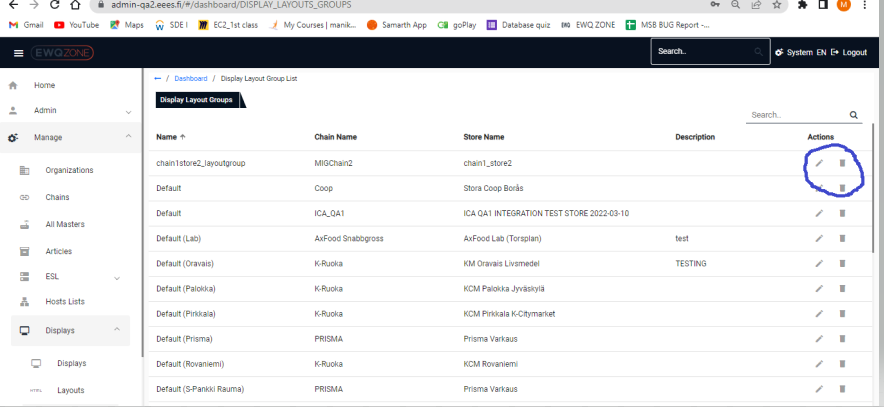 admin-qa2.eees.fi/#/dashboard/DISPLAY_LAYOUTS_GROUPS
M
Gmail YouTube Maps SDE I EC2_1st class My Courses | manik... Samarth App goPlay Database quiz EWQ EWQ ZONE MSB BUG Report -...
EWQZONE Search.. System EN Logout
← / Dashboard / Display Layout Group List
Home
Display Layout Groups
Admin
Search..
Manage
Name ↑ Chain Name Store Name Description Actions
chain1store2_layoutgroup MIGChain2 chain1_store2
Organizations
Default Coop Stora Coop Borås
Chains
Default ICA_QA1 ICA QA1 INTEGRATION TEST STORE 2022-03-10
All Masters
Default (Lab) AxFood Snabbgross AxFood Lab (Torsplan) test
Articles
Default (Oravais) K-Ruoka KM Oravais Livsmedel TESTING
ESL
Default (Palokka) K-Ruoka KCM Palokka Jyväskylä
Hosts Lists
Default (Pirkkala) K-Ruoka KCM Pirkkala K-Citymarket
Displays
Default (Prisma) PRISMA Prisma Varkaus
Displays
Default (Rovaniemi) K-Ruoka KCM Rovaniemi
HTML Layouts
Default (S-Pankki Rauma) PRISMA Prisma Varkaus